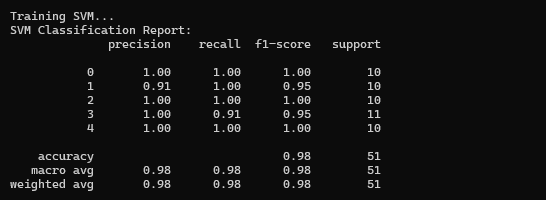 Training SVM...
SVM Classification Report:
precision recall f1-score support
0 1.00 1.00 1.00 10
1 0.91 1.00 0.95 10
2 1.00 1.00 1.00 10
3 1.00 0.91 0.95 11
4 1.00 1.00 1.00 10
accuracy 0.98 51
macro avg 0.98 0.98 0.98 51
weighted avg 0.98 0.98 0.98 51